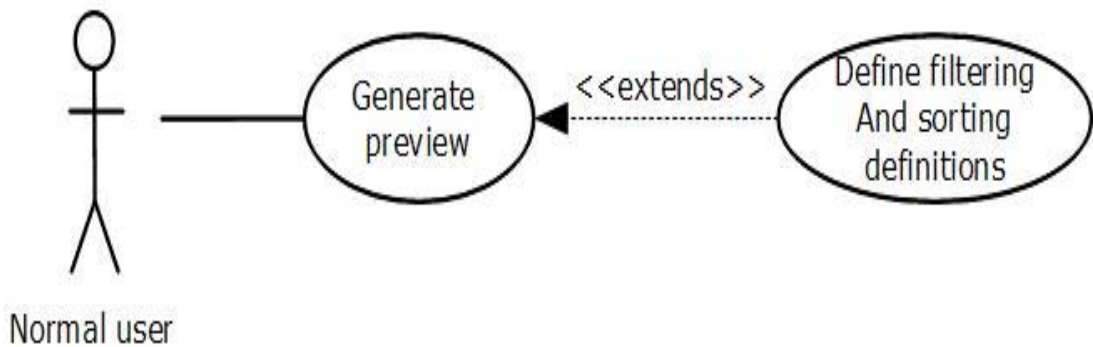 Generate
preview
<<extends>>
Define filtering
And sorting
definitions
Normal user